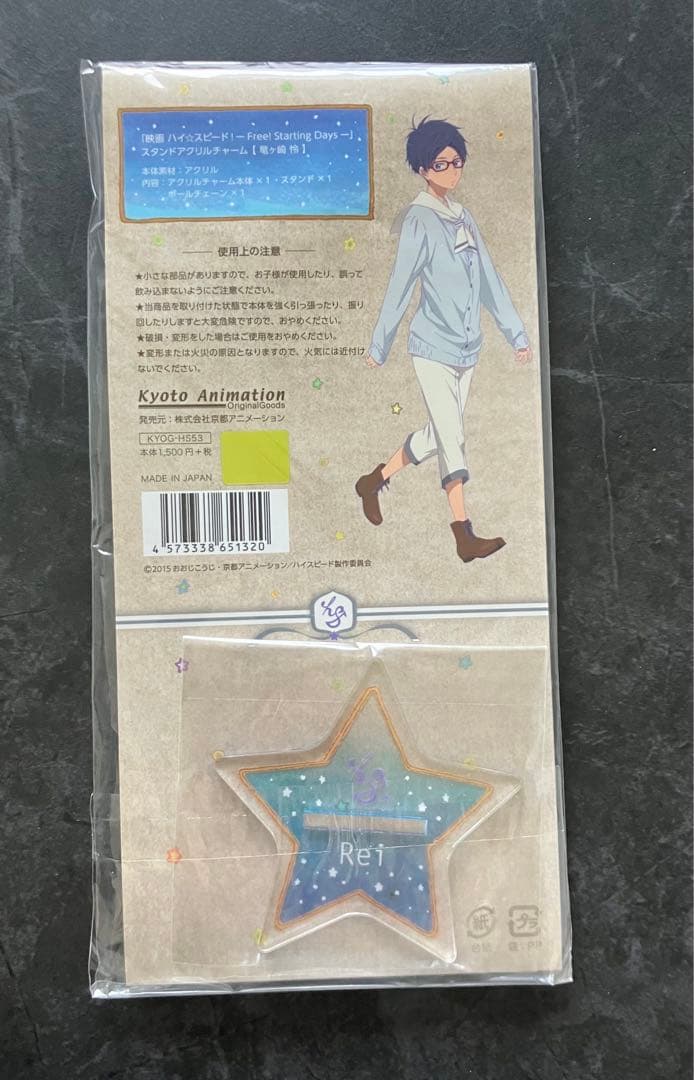 「映画 ハイ☆スピード!― Free! Starting Days ―」
スタンドアクリルチャーム【 竜ヶ崎 怜 】
本体素材:アクリル
内容:アクリルチャーム本体×1・スタンド×1
ボールチェーン×1
使用上の注意
★小さな部品がありますので、お子様が使用したり、誤って
飲み込まないようにご注意ください。
★当商品を取り付けた状態で本体を強く引っ張ったり、振り
回したりしますと大変危険ですので、おやめください。
★破損・変形をした場合はご使用をおやめください。
★変形または火災の原因となりますので、火気には近付け
ないでください。
Kyoto Animation
OriginalGoods
発売元:株式会社京都アニメーション
KYOG-HS53
本体1,500円+税
MADE IN JAPAN
4 573338 651320
©2015 おおじこうじ・京都アニメーション/ハイスピード製作委員会
hS
Rei
紙 プラ
台紙 袋:PP